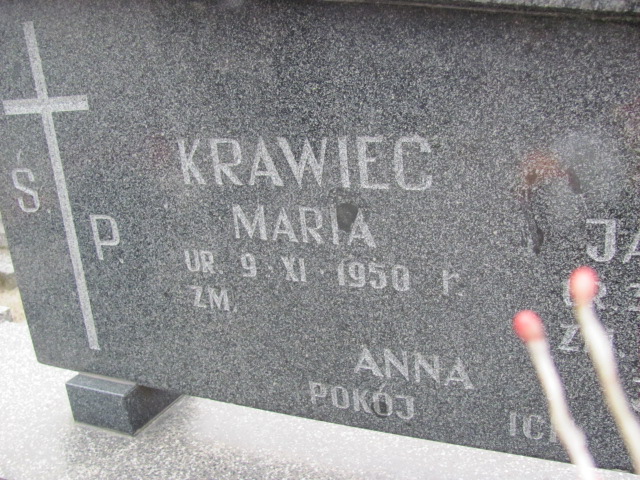 Ś. P.
KRAWIEC
MARIA
UR. 9 · XI · 1950 r.
ZM.
ANNA
POKÓJ